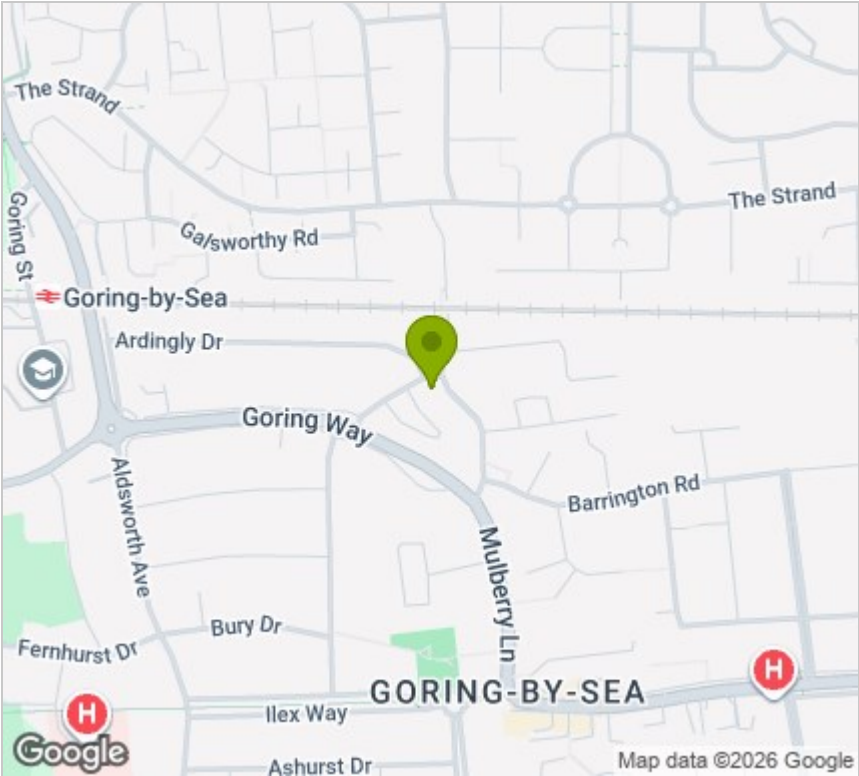 The Strand
The Strand
Goring St
Galsworthy Rd
Goring-by-Sea
Ardingly Dr
Goring Way
Aldsworth Ave
Barrington Rd
Mulberry Ln
Bury Dr
Fernhurst Dr
GORING-BY-SEA
H
H
Ilex Way
Ashurst Dr
Google
Map data ©2026 Google